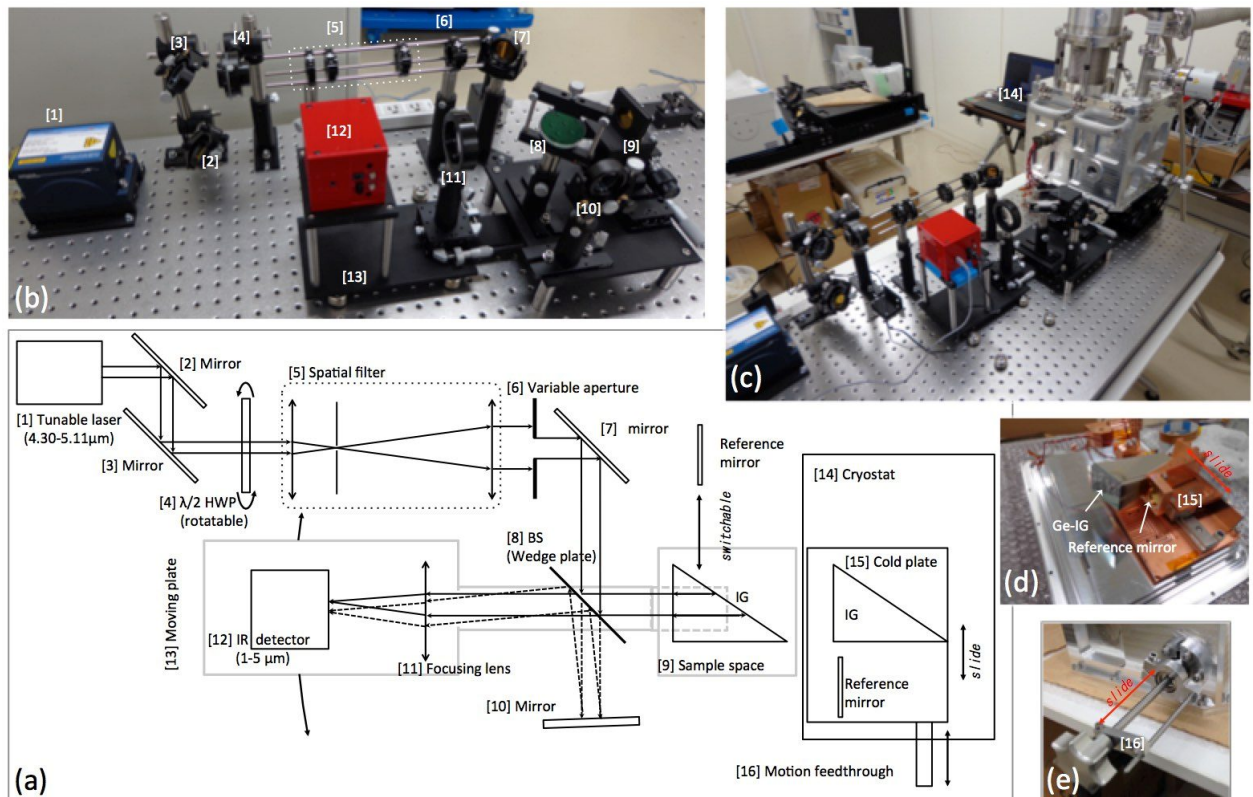 [3]
[4]
[5]
[6]
[7]
[1]
[12]
[8]
[9]
[2]
[11]
[10]
[13]
(b)
[14]
(c)
[2] Mirror
[1] Tunable laser
(4.30-5.11μm)
[3] Mirror
[4] λ/2 HWP
(rotatable)
[5] Spatial filter
[6] Variable aperture
[7] mirror
Reference
mirror
switchable
[8] BS
(Wedge plate)
IG
[9] Sample space
[13] Moving plate
[12] IR detector
(1-5 μm)
[11] Focusing lens
[10] Mirror
[14] Cryostat
[15] Cold plate
IG
Reference
mirror
slide
[16] Motion feedthrough
(a)
slide
[15]
Ge-IG
Reference mirror
(d)
slide
[16]
(e)